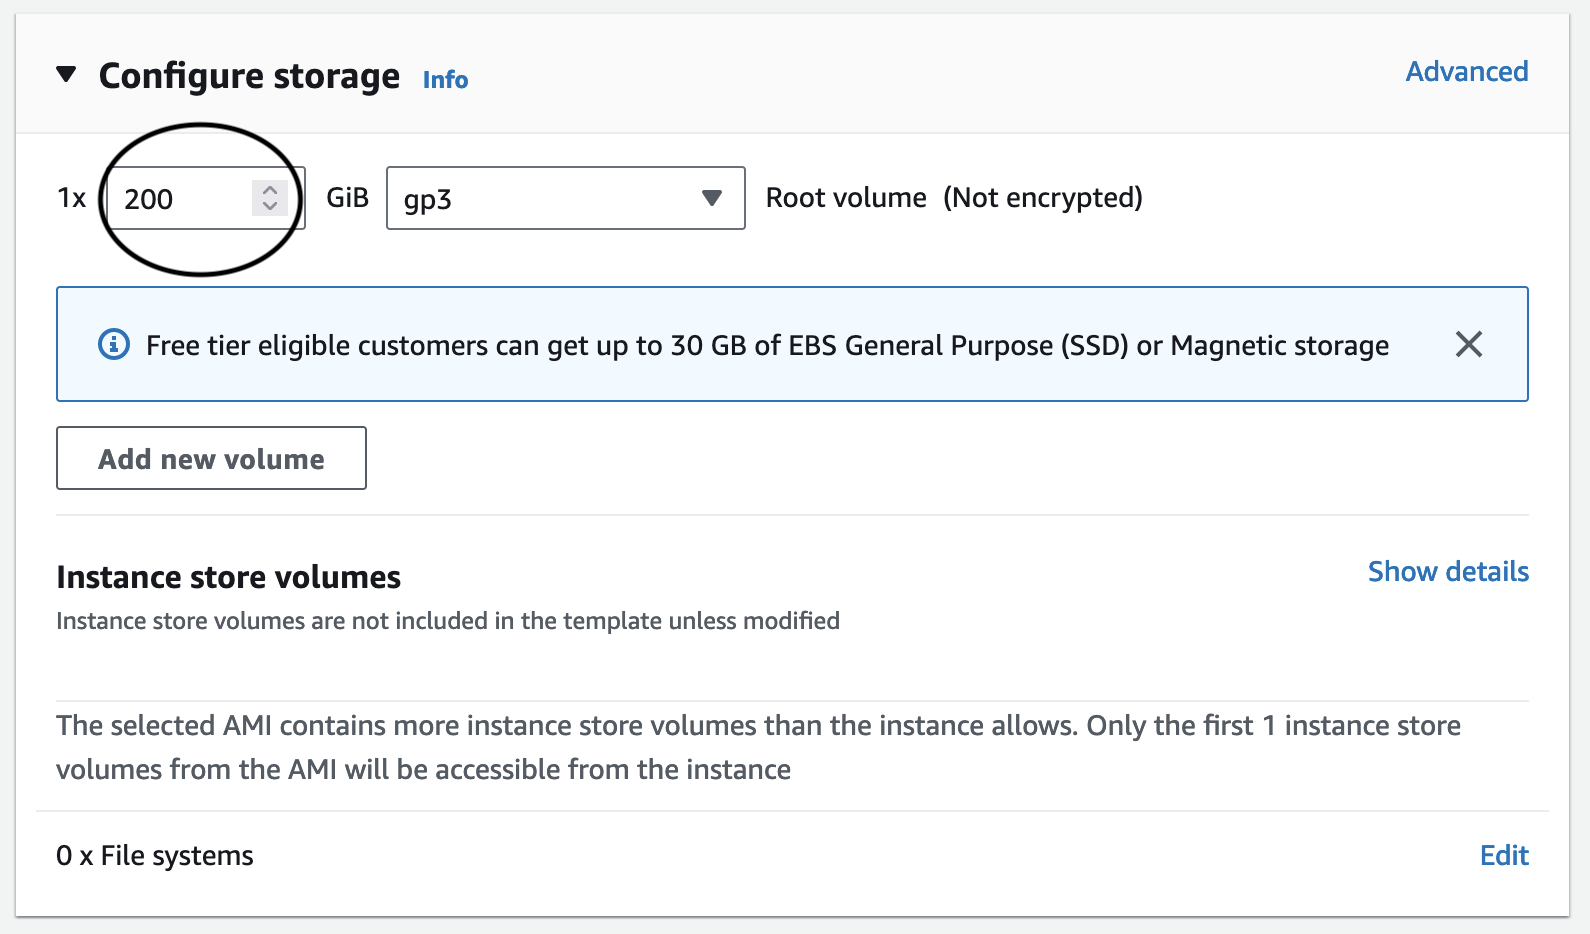 Configure storage Info Advanced
1x 200 GiB gp3 Root volume (Not encrypted)
Free tier eligible customers can get up to 30 GB of EBS General Purpose (SSD) or Magnetic storage
Add new volume
Instance store volumes Show details
Instance store volumes are not included in the template unless modified
The selected AMI contains more instance store volumes than the instance allows. Only the first 1 instance store
volumes from the AMI will be accessible from the instance
0 x File systems Edit